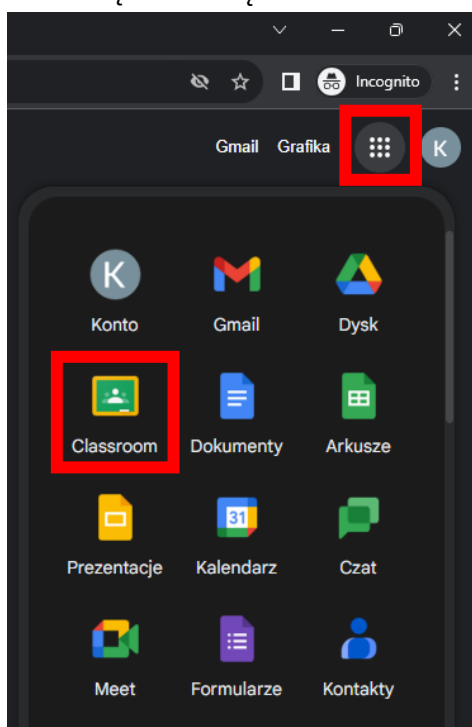 Incognito
Gmail Grafika K
K
Konto Gmail Dysk
Classroom Dokumenty Arkusze
31
Prezentacje Kalendarz Czat
Meet Formularze Kontakty